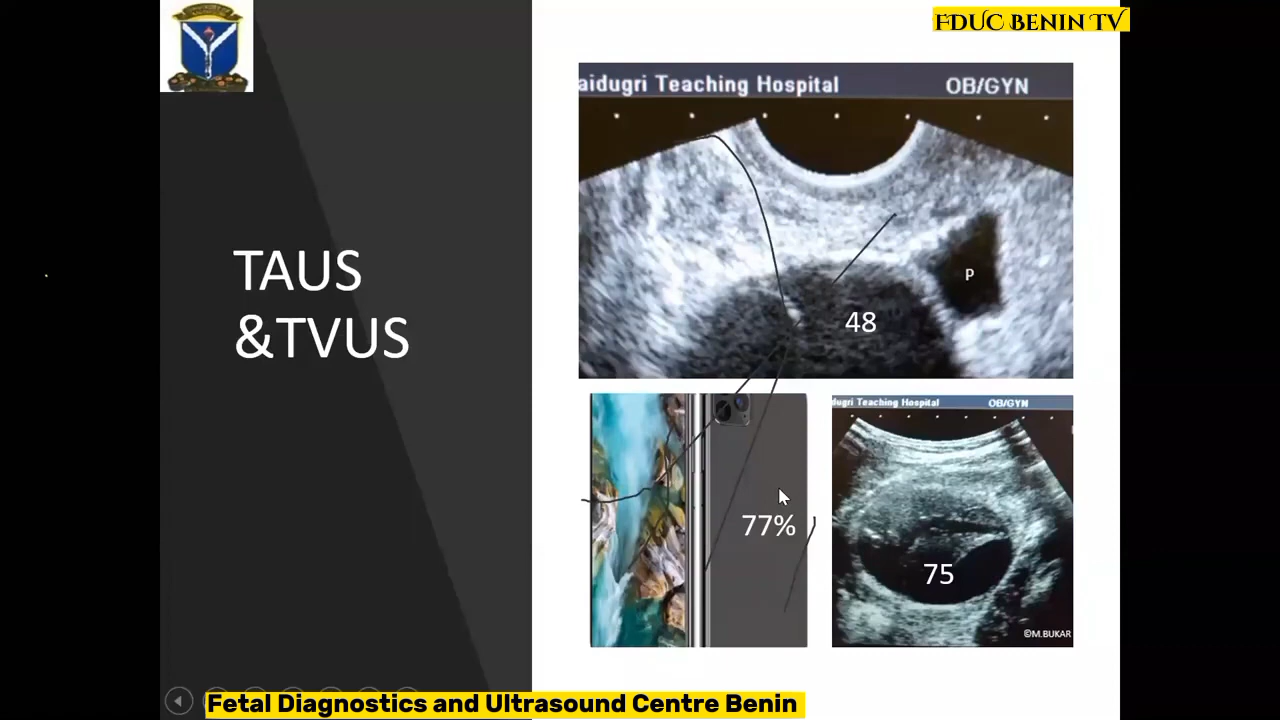 FDUC BENIN TV
aidugri Teaching Hospital OB/GYN
TAUS
&TVUS
P
48
77%
dugri Teaching Hospital OB/GYN
75
©M.BUKAR
Fetal Diagnostics and Ultrasound Centre Benin